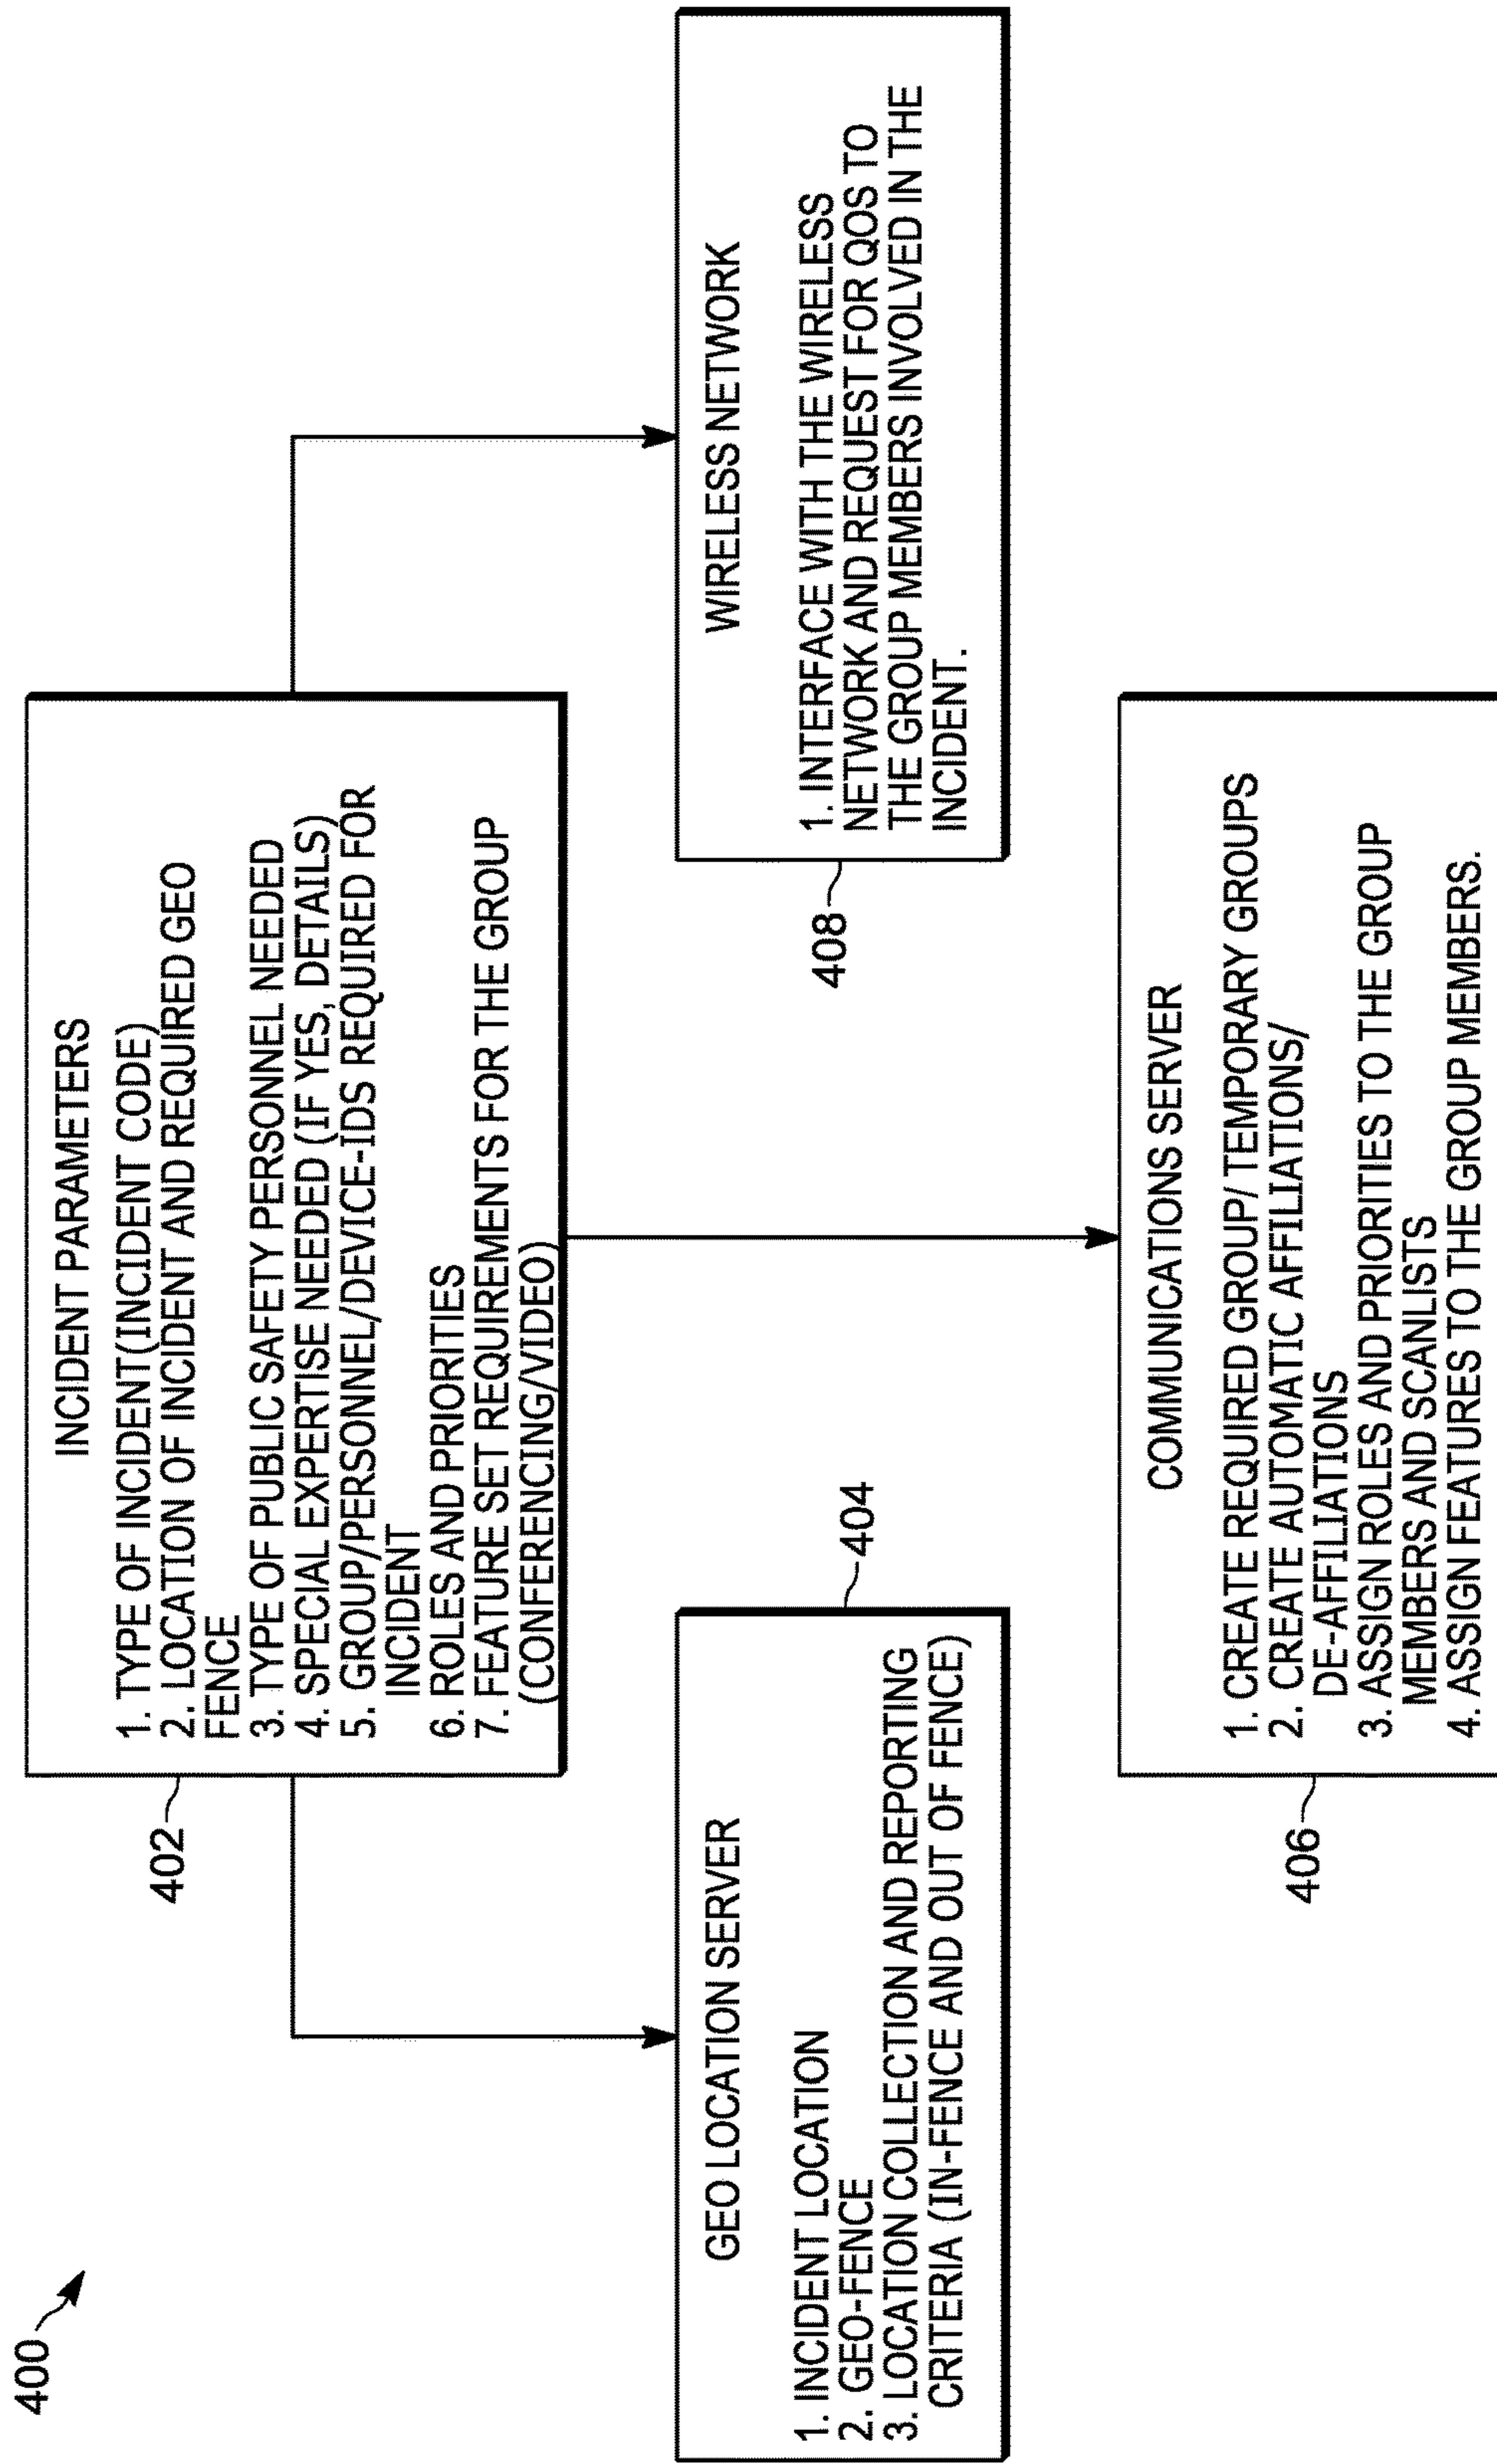 400
INCIDENT PARAMETERS
1. TYPE OF INCIDENT(INCIDENT CODE)
2. LOCATION OF INCIDENT AND REQUIRED GEO
FENCE
3. TYPE OF PUBLIC SAFETY PERSONNEL NEEDED
4. SPECIAL EXPERTISE NEEDED (IF YES, DETAILS)
5. GROUP/PERSONNEL/DEVICE-IDS REQUIRED FOR
INCIDENT
6. ROLES AND PRIORITIES
7. FEATURE SET REQUIREMENTS FOR THE GROUP
(CONFERENCING/VIDEO)
402
GEO LOCATION SERVER
1. INCIDENT LOCATION
2. GEO-FENCE
3. LOCATION COLLECTION AND REPORTING
CRITERIA (IN-FENCE AND OUT OF FENCE)
404
WIRELESS NETWORK
1. INTERFACE WITH THE WIRELESS
NETWORK AND REQUEST FOR QOS TO
THE GROUP MEMBERS INVOLVED IN THE
INCIDENT.
408
COMMUNICATIONS SERVER
1. CREATE REQUIRED GROUP/ TEMPORARY GROUPS
2. CREATE AUTOMATIC AFFILIATIONS/
DE-AFFILIATIONS
3. ASSIGN ROLES AND PRIORITIES TO THE GROUP
MEMBERS AND SCANLISTS
4. ASSIGN FEATURES TO THE GROUP MEMBERS.
406